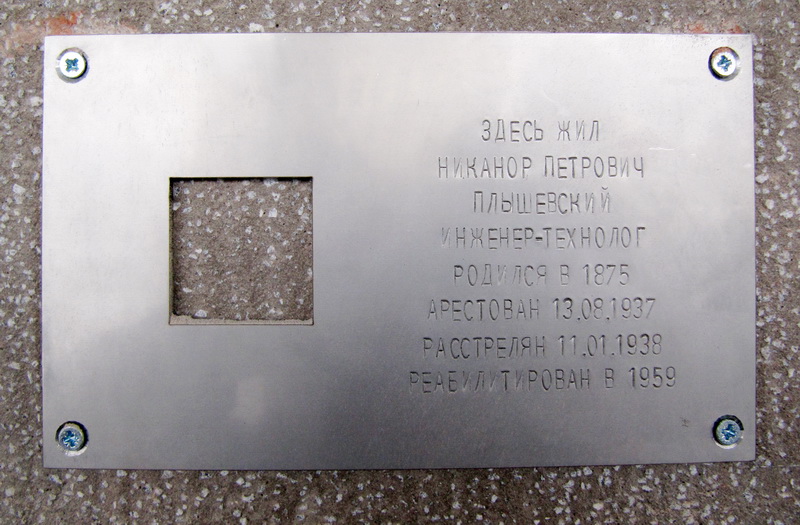 ЗДЕСЬ ЖИЛ
НИКАНОР ПЕТРОВИЧ
ПЛЫШЕВСКИЙ
ИНЖЕНЕР-ТЕХНОЛОГ
РОДИЛСЯ В 1875
АРЕСТОВАН 13.08.1937
РАССТРЕЛЯН 11.01.1938
РЕАБИЛИТИРОВАН В 1959